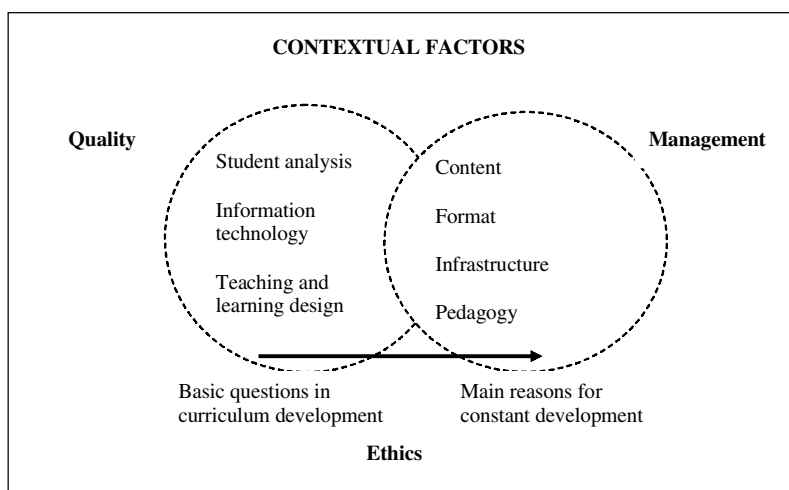 CONTEXTUAL FACTORS
Quality
Management
Student analysis
Information
technology
Teaching and
learning design
Content
Format
Infrastructure
Pedagogy
Basic questions in
curriculum development
Main reasons for
constant development
Ethics